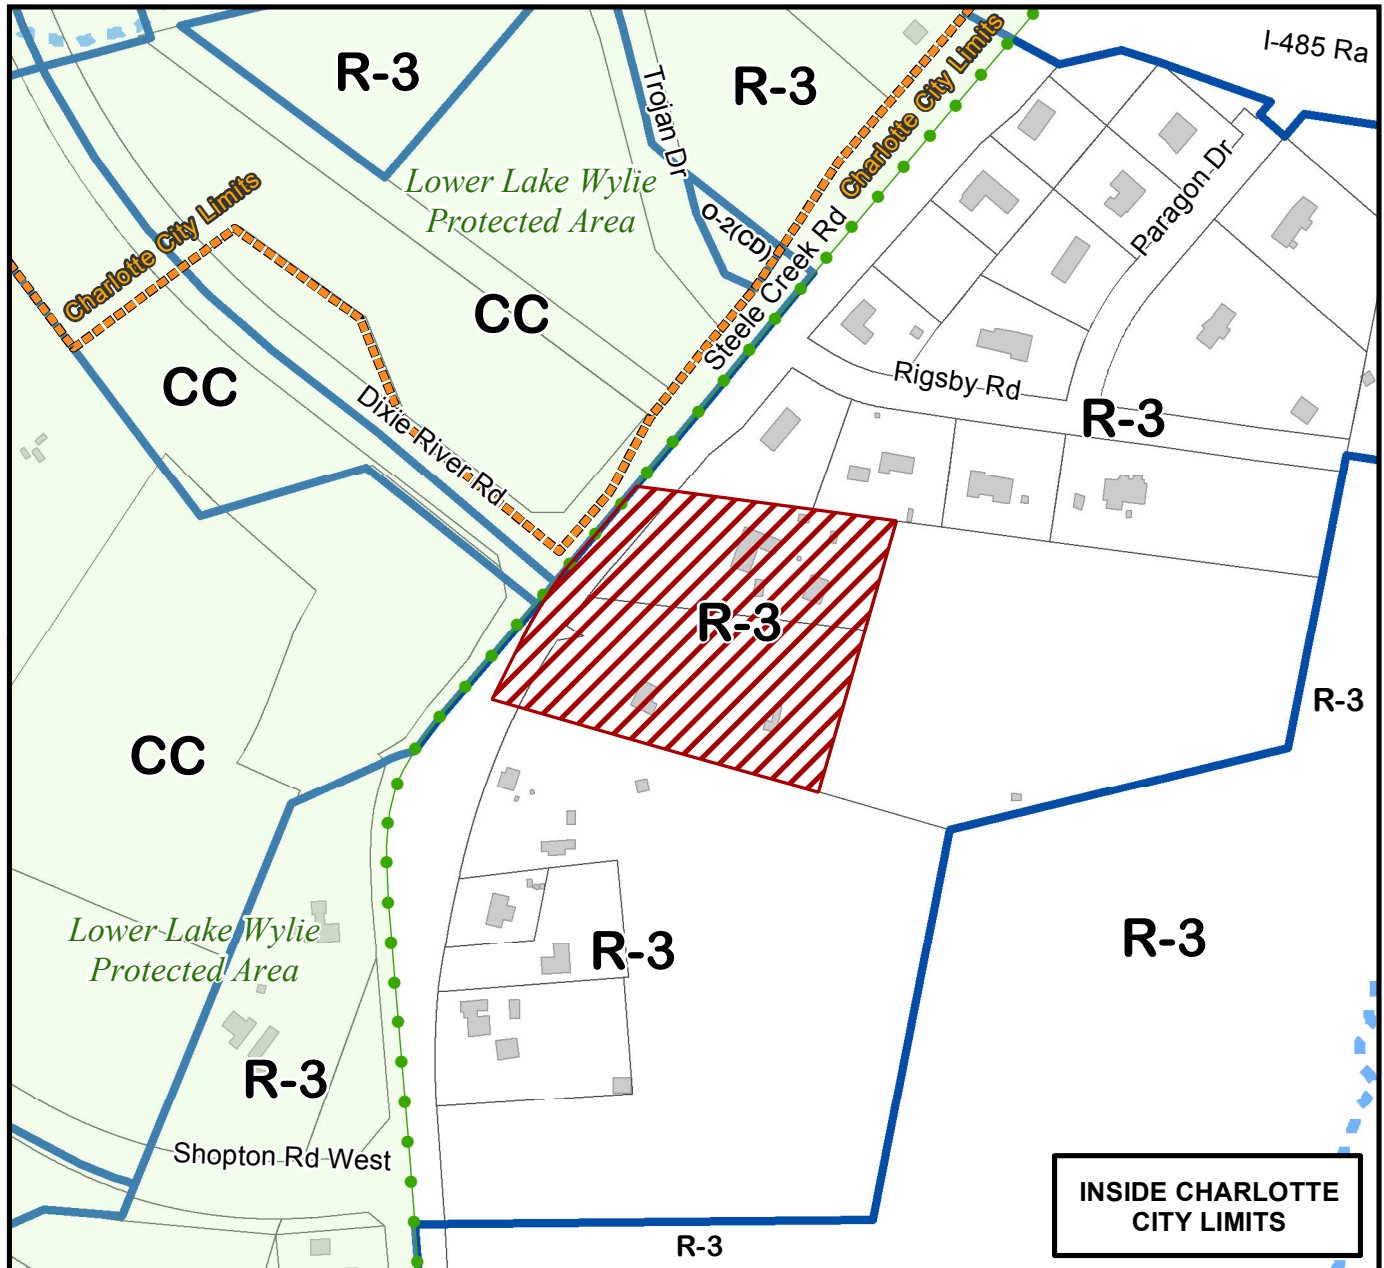 I-485 Ra
R-3
R-3
Trojan Dr
Charlotte City Limits
Lower Lake Wylie
Protected Area
Paragon Dr
Charlotte City Limits
O-2(CD)
Steele Creek Rd
CC
CC
Rigsby Rd
R-3
Dixie River Rd
R-3
R-3
CC
Lower Lake Wylie
Protected Area
R-3
R-3
R-3
Shopton Rd West
R-3
INSIDE CHARLOTTE
CITY LIMITS